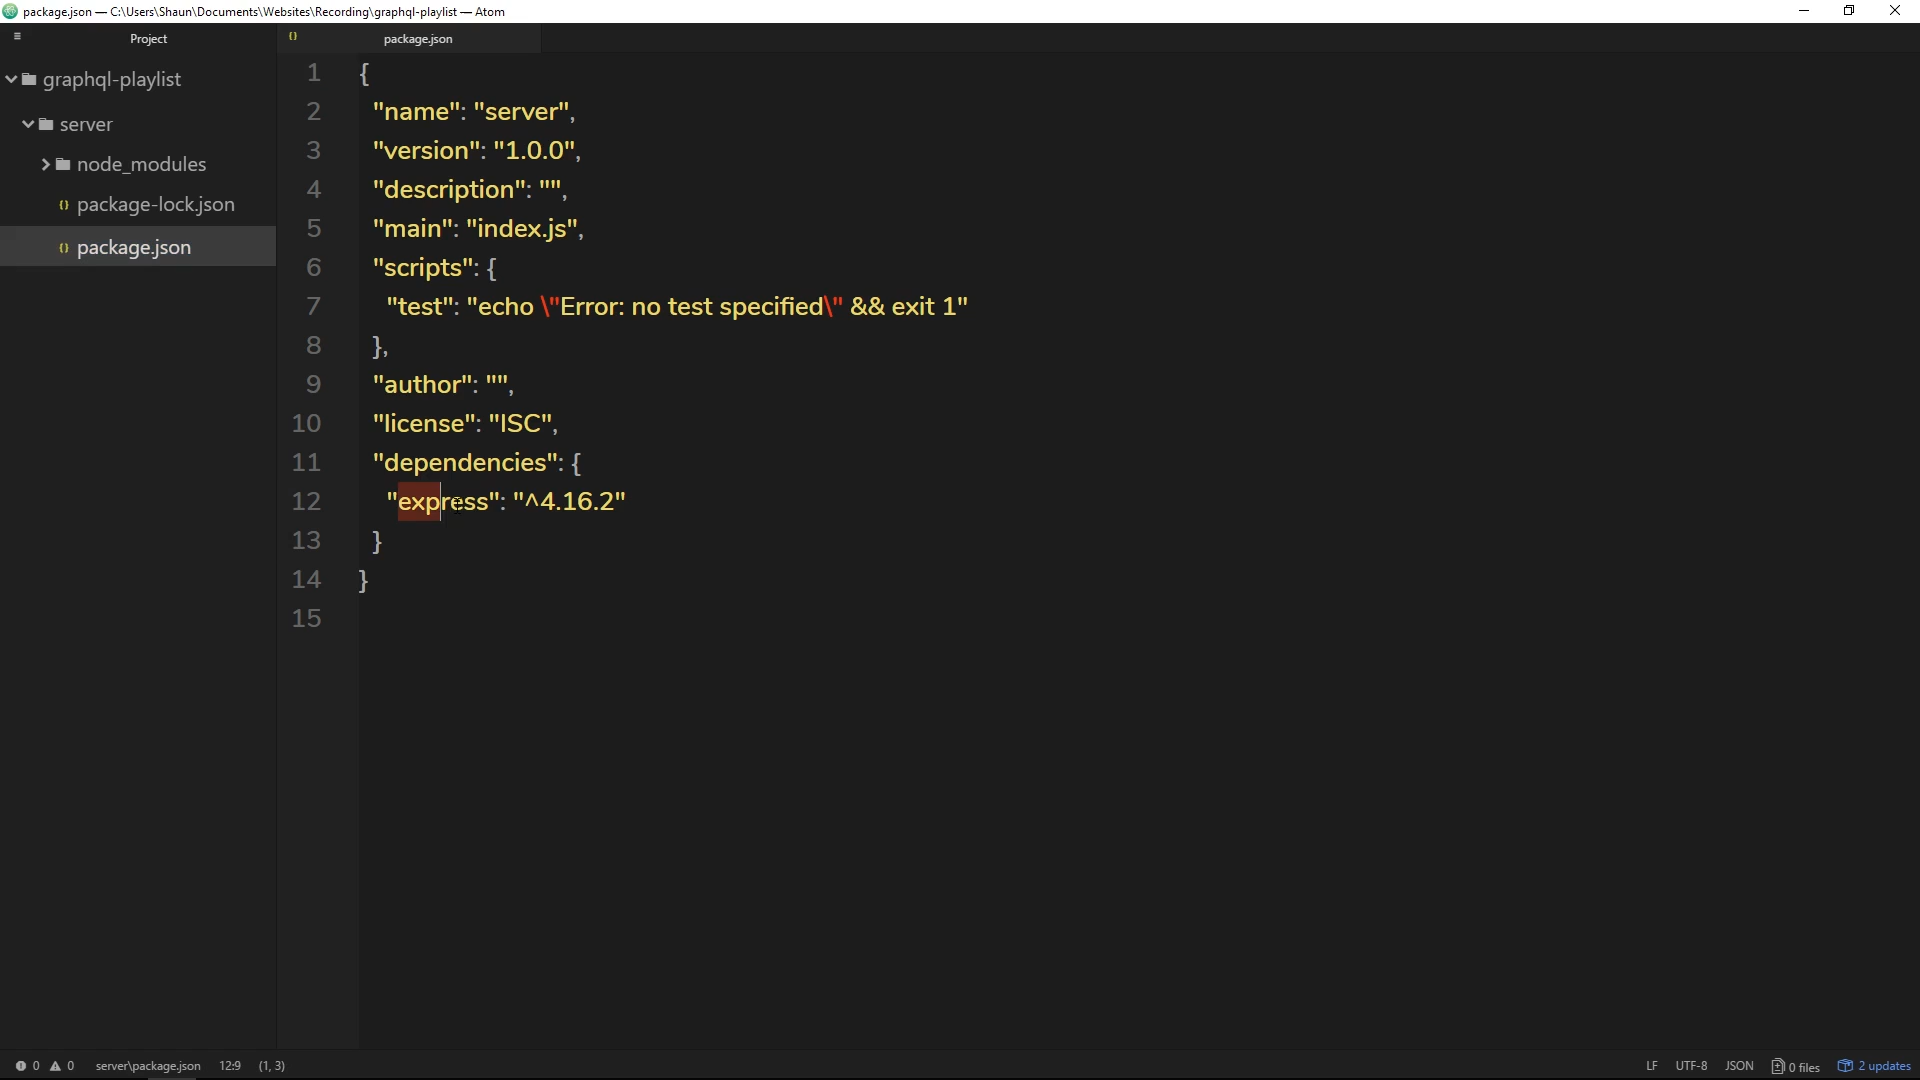 package.json — C:\Users\Shaun\Documents\Websites\Recording\graphql-playlist — Atom
Project
package.json
graphql-playlist
server
node_modules
package-lock.json
package.json
1 {
2 "name": "server",
3 "version": "1.0.0",
4 "description": "",
5 "main": "index.js",
6 "scripts": {
7 "test": "echo \"Error: no test specified\" && exit 1"
8 },
9 "author": "",
10 "license": "ISC",
11 "dependencies": {
12 "express": "^4.16.2"
13 }
14 }
15
0 0 server\package.json 12:9 (1, 3) LF UTF-8 JSON 0 files 2 updates